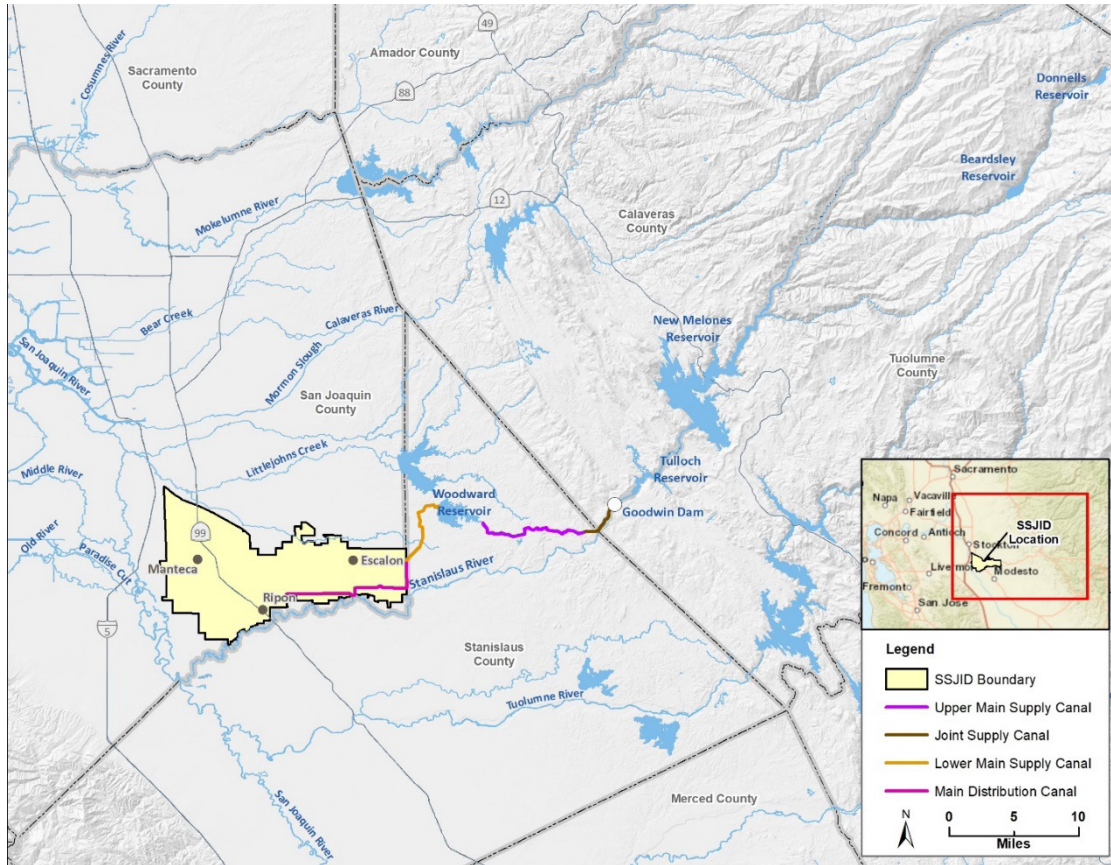 49
Amador County
Cosumnes River
Sacramento
County
88
Donnells
Reservoir
Beardsley
Reservoir
Mokelumne River
12
Calaveras
County
Bear Creek
Calaveras River
New Melones
Reservoir
San Joaquin River
Mormon Slough
Tuolumne
County
San Joaquin
County
Littlejohns Creek
Middle River
Tulloch
Reservoir
Woodward
Reservoir
Goodwin Dam
Old River
Paradise Cut
99
Manteca
Escalon
Stanislaus River
Ripon
5
Stanislaus
County
Tuolumne River
San Joaquin River
Merced County
Sacramento
Napa
Vacaville
Fairfield
Concord
Antioch
Stockton
SSJID
Location
Livermore
Modesto
Fremont
San Jose
Legend
SSJID Boundary
Upper Main Supply Canal
Joint Supply Canal
Lower Main Supply Canal
Main Distribution Canal
N
0 10
Miles